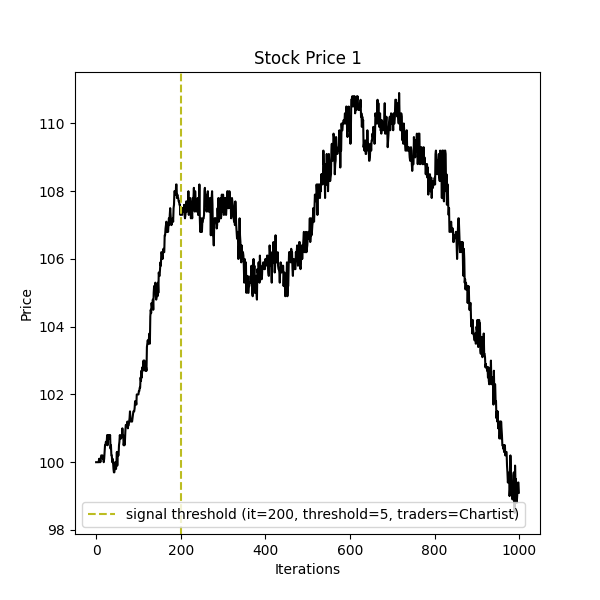 Stock Price 1
Price
110
108
106
104
102
100
98
signal threshold (it=200, threshold=5, traders=Chartist)
0 200 400 600 800 1000
Iterations